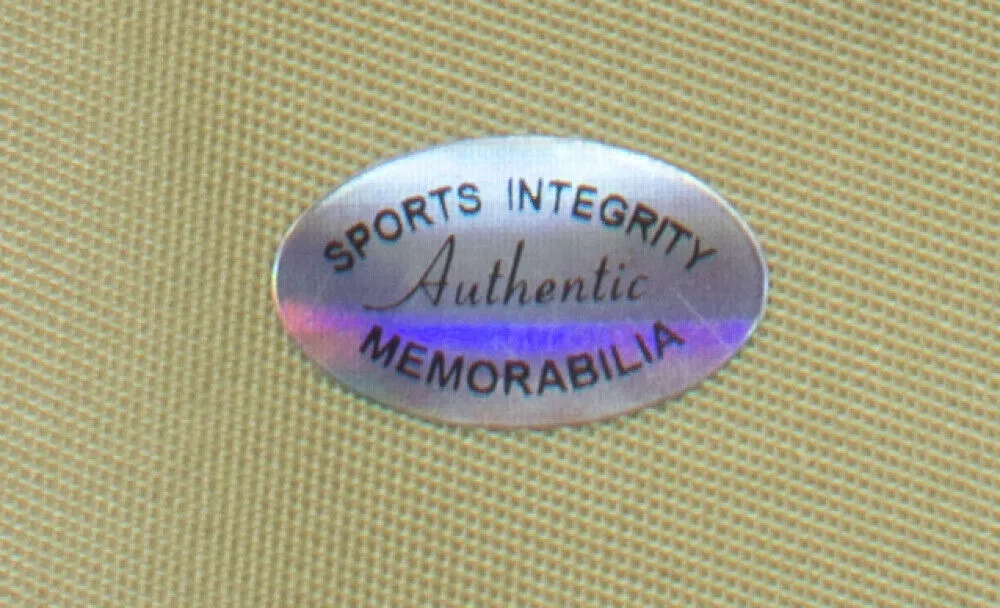 SPORTS INTEGRITY
Authentic
MEMORABILIA